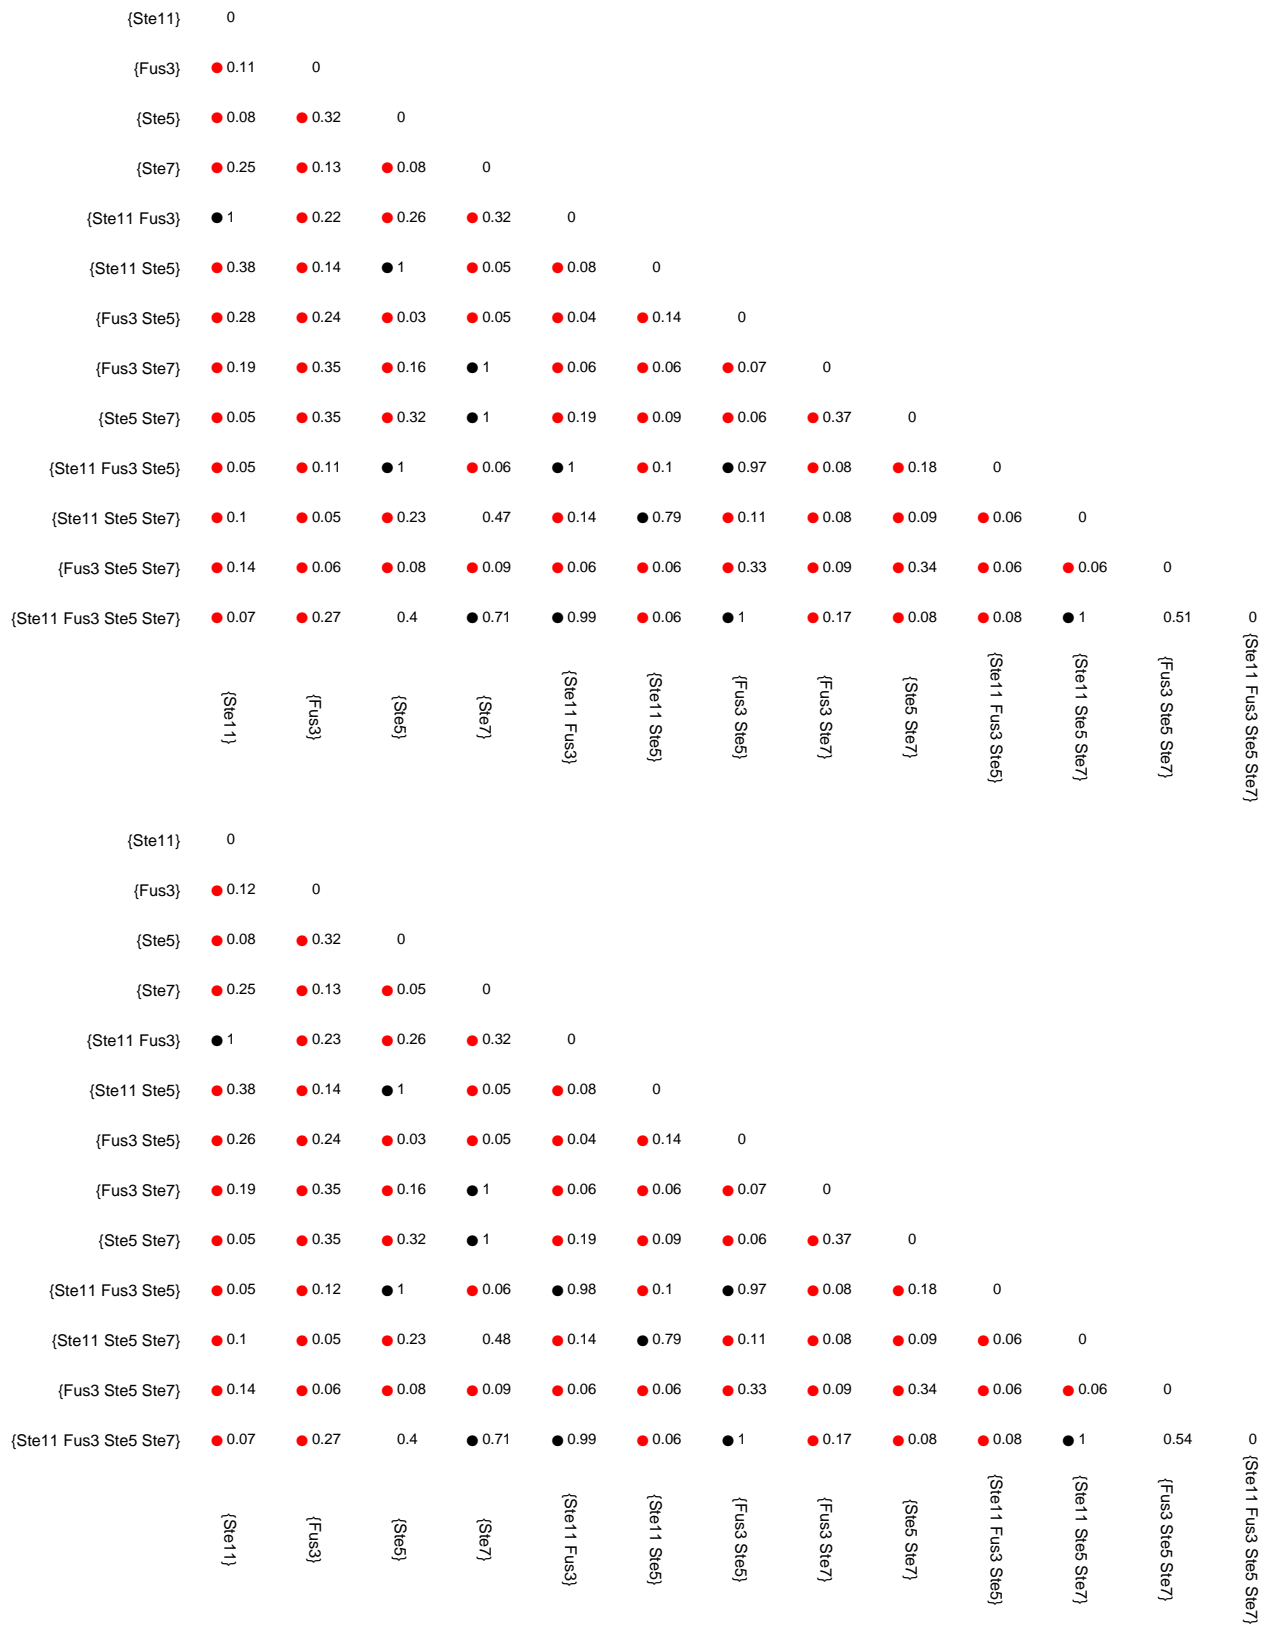 {Ste11} 0
{Fus3} 0.11 0
{Ste5} 0.08 0.32 0
{Ste7} 0.25 0.13 0.08 0
{Ste11 Fus3} 1 0.22 0.26 0.32 0
{Ste11 Ste5} 0.38 0.14 1 0.05 0.08 0
{Fus3 Ste5} 0.28 0.24 0.03 0.05 0.04 0.14 0
{Fus3 Ste7} 0.19 0.35 0.16 1 0.06 0.06 0.07 0
{Ste5 Ste7} 0.05 0.35 0.32 1 0.19 0.09 0.06 0.37 0
{Ste11 Fus3 Ste5} 0.05 0.11 1 0.06 1 0.1 0.97 0.08 0.18 0
{Ste11 Ste5 Ste7} 0.1 0.05 0.23 0.47 0.14 0.79 0.11 0.08 0.09 0.06 0
{Fus3 Ste5 Ste7} 0.14 0.06 0.08 0.09 0.06 0.06 0.33 0.09 0.34 0.06 0.06 0
{Ste11 Fus3 Ste5 Ste7} 0.07 0.27 0.4 0.71 0.99 0.06 1 0.17 0.08 0.08 1 0.51 0
{Ste11} {Fus3} {Ste5} {Ste7} {Ste11 Fus3} {Ste11 Ste5} {Fus3 Ste5} {Fus3 Ste7} {Ste5 Ste7} {Ste11 Fus3 Ste5} {Ste11 Ste5 Ste7} {Fus3 Ste5 Ste7} {Ste11 Fus3 Ste5 Ste7}
{Ste11} 0
{Fus3} 0.12 0
{Ste5} 0.08 0.32 0
{Ste7} 0.25 0.13 0.05 0
{Ste11 Fus3} 1 0.23 0.26 0.32 0
{Ste11 Ste5} 0.38 0.14 1 0.05 0.08 0
{Fus3 Ste5} 0.26 0.24 0.03 0.05 0.04 0.14 0
{Fus3 Ste7} 0.19 0.35 0.16 1 0.06 0.06 0.07 0
{Ste5 Ste7} 0.05 0.35 0.32 1 0.19 0.09 0.06 0.37 0
{Ste11 Fus3 Ste5} 0.05 0.12 1 0.06 0.98 0.1 0.97 0.08 0.18 0
{Ste11 Ste5 Ste7} 0.1 0.05 0.23 0.48 0.14 0.79 0.11 0.08 0.09 0.06 0
{Fus3 Ste5 Ste7} 0.14 0.06 0.08 0.09 0.06 0.06 0.33 0.09 0.34 0.06 0.06 0
{Ste11 Fus3 Ste5 Ste7} 0.07 0.27 0.4 0.71 0.99 0.06 1 0.17 0.08 0.08 1 0.54 0
{Ste11} {Fus3} {Ste5} {Ste7} {Ste11 Fus3} {Ste11 Ste5} {Fus3 Ste5} {Fus3 Ste7} {Ste5 Ste7} {Ste11 Fus3 Ste5} {Ste11 Ste5 Ste7} {Fus3 Ste5 Ste7} {Ste11 Fus3 Ste5 Ste7}